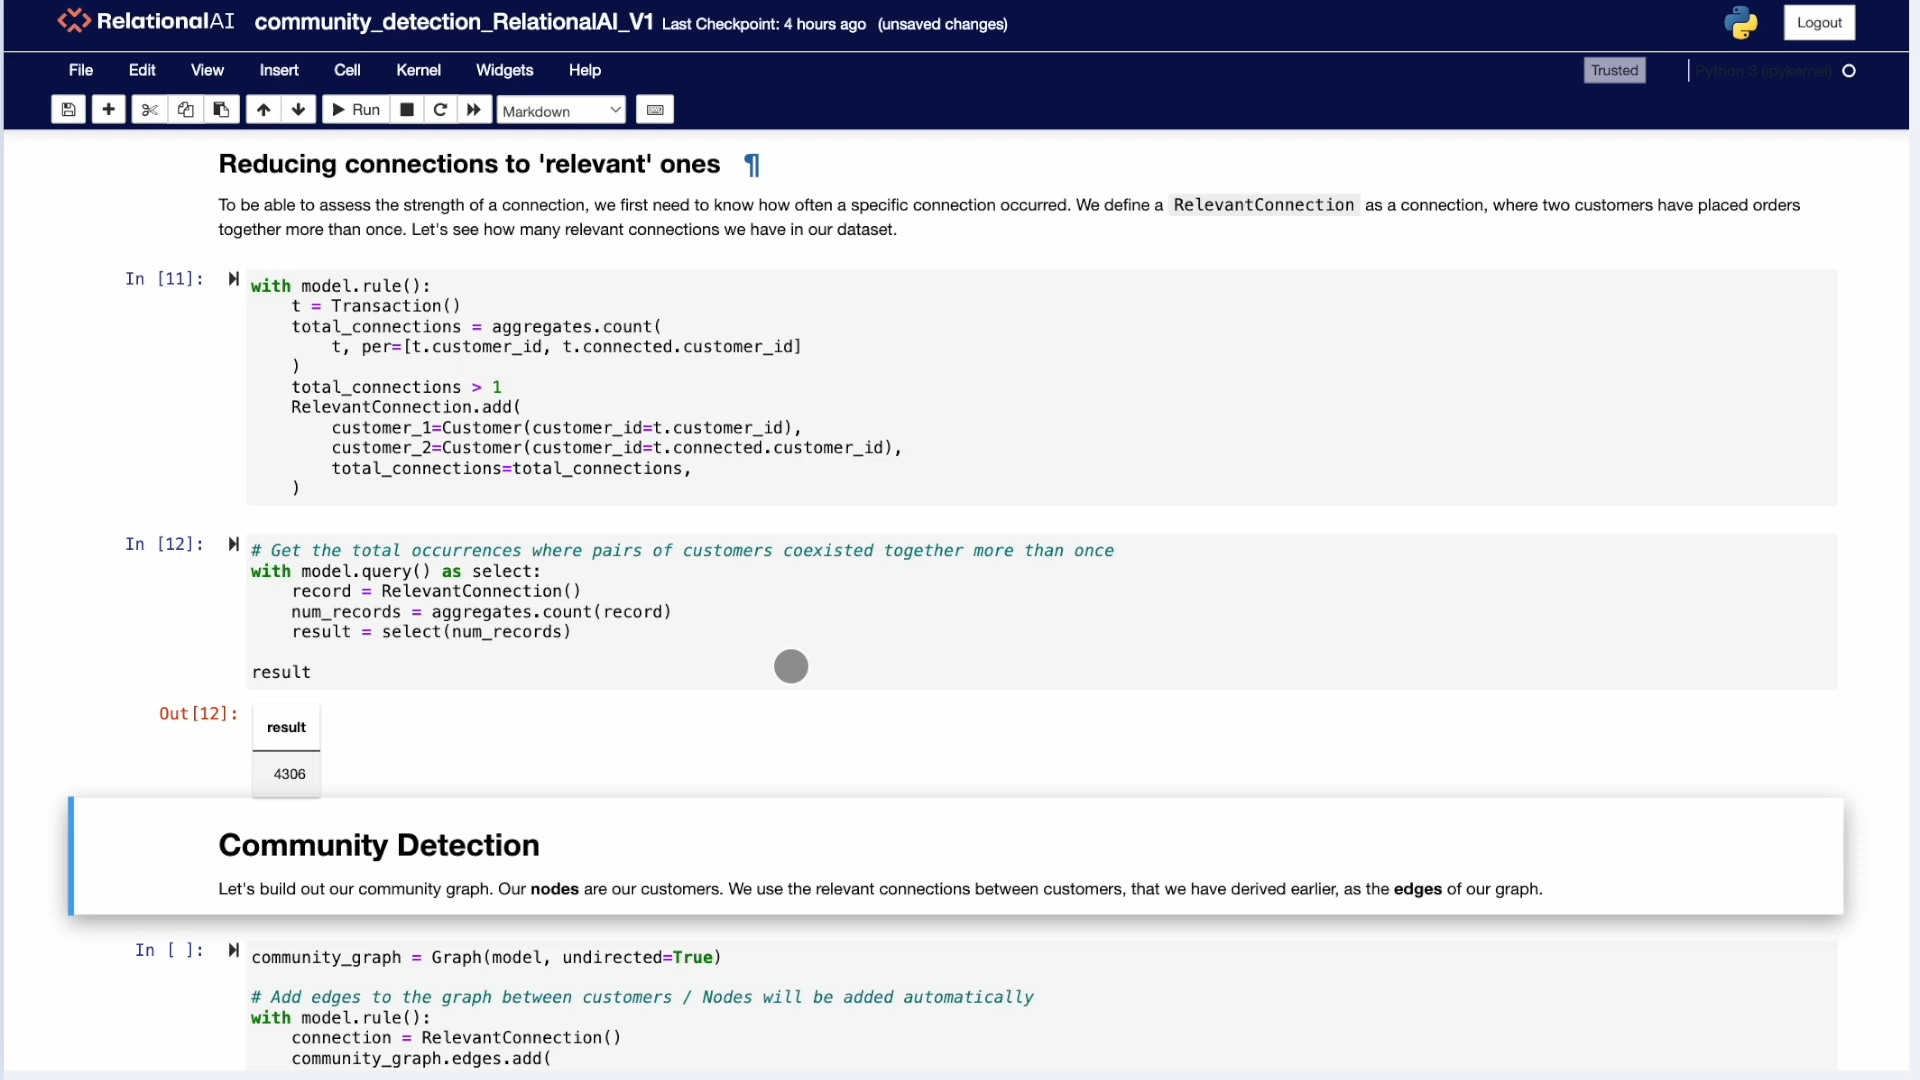 RelationalAI community_detection_RelationalAI_V1 Last Checkpoint: 4 hours ago (unsaved changes)
Logout
File Edit View Insert Cell Kernel Widgets Help
Trusted Python 3 (ipykernel)
Run Markdown
Reducing connections to 'relevant' ones ¶
To be able to assess the strength of a connection, we first need to know how often a specific connection occurred. We define a RelevantConnection as a connection, where two customers have placed orders
together more than once. Let's see how many relevant connections we have in our dataset.
In [11]:
with model.rule():
    t = Transaction()
    total_connections = aggregates.count(
        t, per=[t.customer_id, t.connected.customer_id]
    )
    total_connections > 1
    RelevantConnection.add(
        customer_1=Customer(customer_id=t.customer_id),
        customer_2=Customer(customer_id=t.connected.customer_id),
        total_connections=total_connections,
    )
In [12]:
# Get the total occurrences where pairs of customers coexisted together more than once
with model.query() as select:
    record = RelevantConnection()
    num_records = aggregates.count(record)
    result = select(num_records)
result
Out[12]:
result
4306
Community Detection
Let's build out our community graph. Our nodes are our customers. We use the relevant connections between customers, that we have derived earlier, as the edges of our graph.
In [ ]:
community_graph = Graph(model, undirected=True)
# Add edges to the graph between customers / Nodes will be added automatically
with model.rule():
    connection = RelevantConnection()
    community_graph.edges.add(